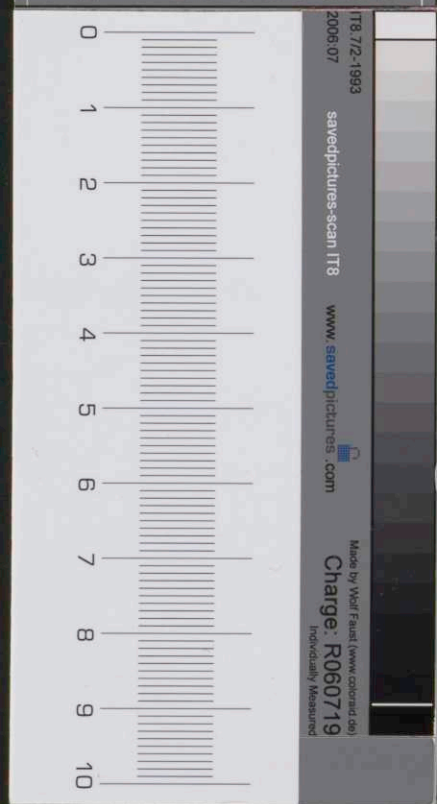 IT8.7/2-1993
2006:07
savedpictures-scan IT8
www.savedpictures.com
Made by Wolf Faust (www.coloraid.de)
Charge: R060719
Individually Measured
0
1
2
3
4
5
6
7
8
9
10